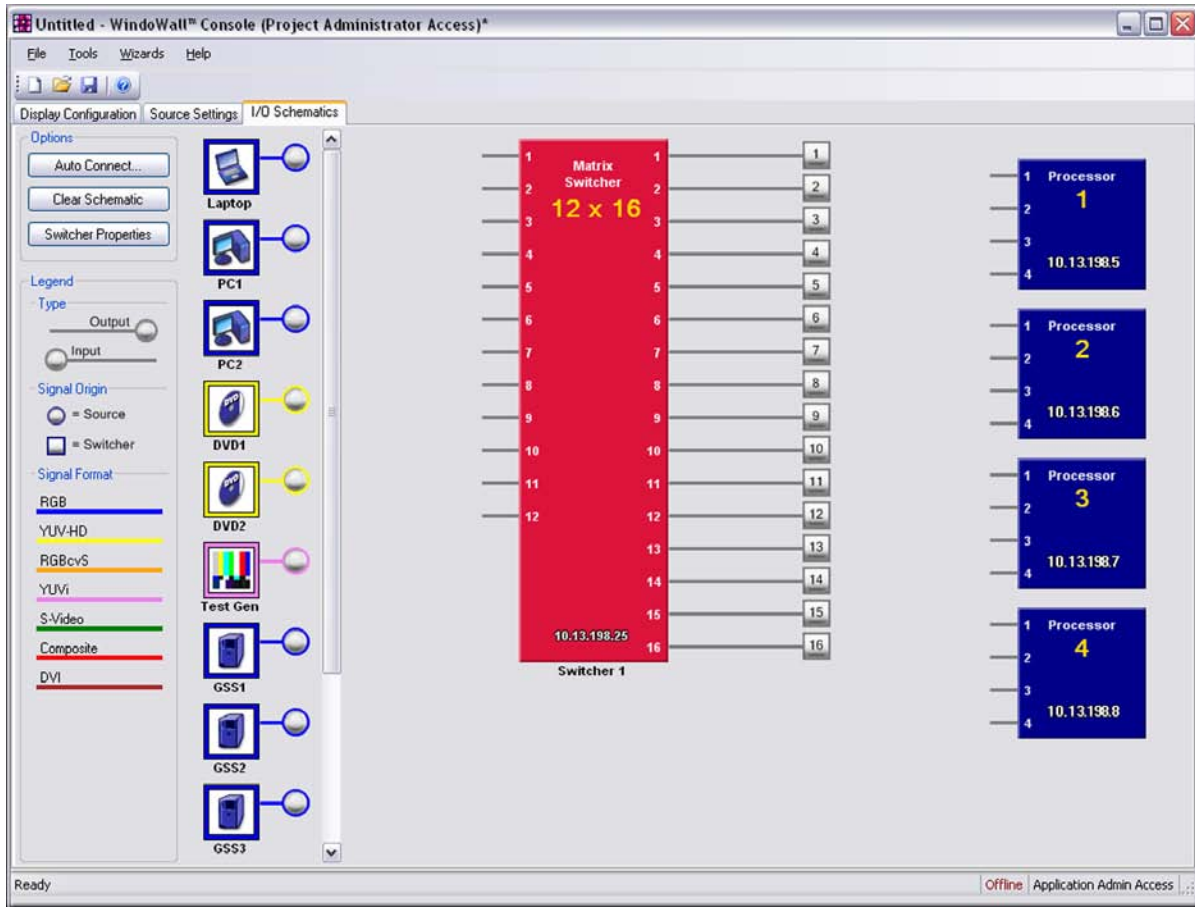 Untitled - WindoWall™ Console (Project Administrator Access)*
File Tools Wizards Help
Display Configuration Source Settings I/O Schematics
Options
Auto Connect...
Clear Schematic
Switcher Properties
Legend
Type
Output
Input
Signal Origin
= Source
= Switcher
Signal Format
RGB
YUV-HD
RGBcvS
YUVi
S-Video
Composite
DVI
Laptop
PC1
PC2
DVD
DVD1
DVD
DVD2
Test Gen
GSS1
GSS2
GSS3
Matrix
Switcher
12 x 16
1 1 1
2 2 2
3 3 3
4 4 4
5 5 5
6 6 6
7 7 7
8 8 8
9 9 9
10 10 10
11 11 11
12 12 12
13 13
14 14
15 15
16 16
10.13.198.25
Switcher 1
1 Processor
1
2
3
10.13.198.5
4
1 Processor
2
2
3
10.13.198.6
4
1 Processor
3
2
3
10.13.198.7
4
1 Processor
4
2
3
10.13.198.8
4
Ready
Offline Application Admin Access